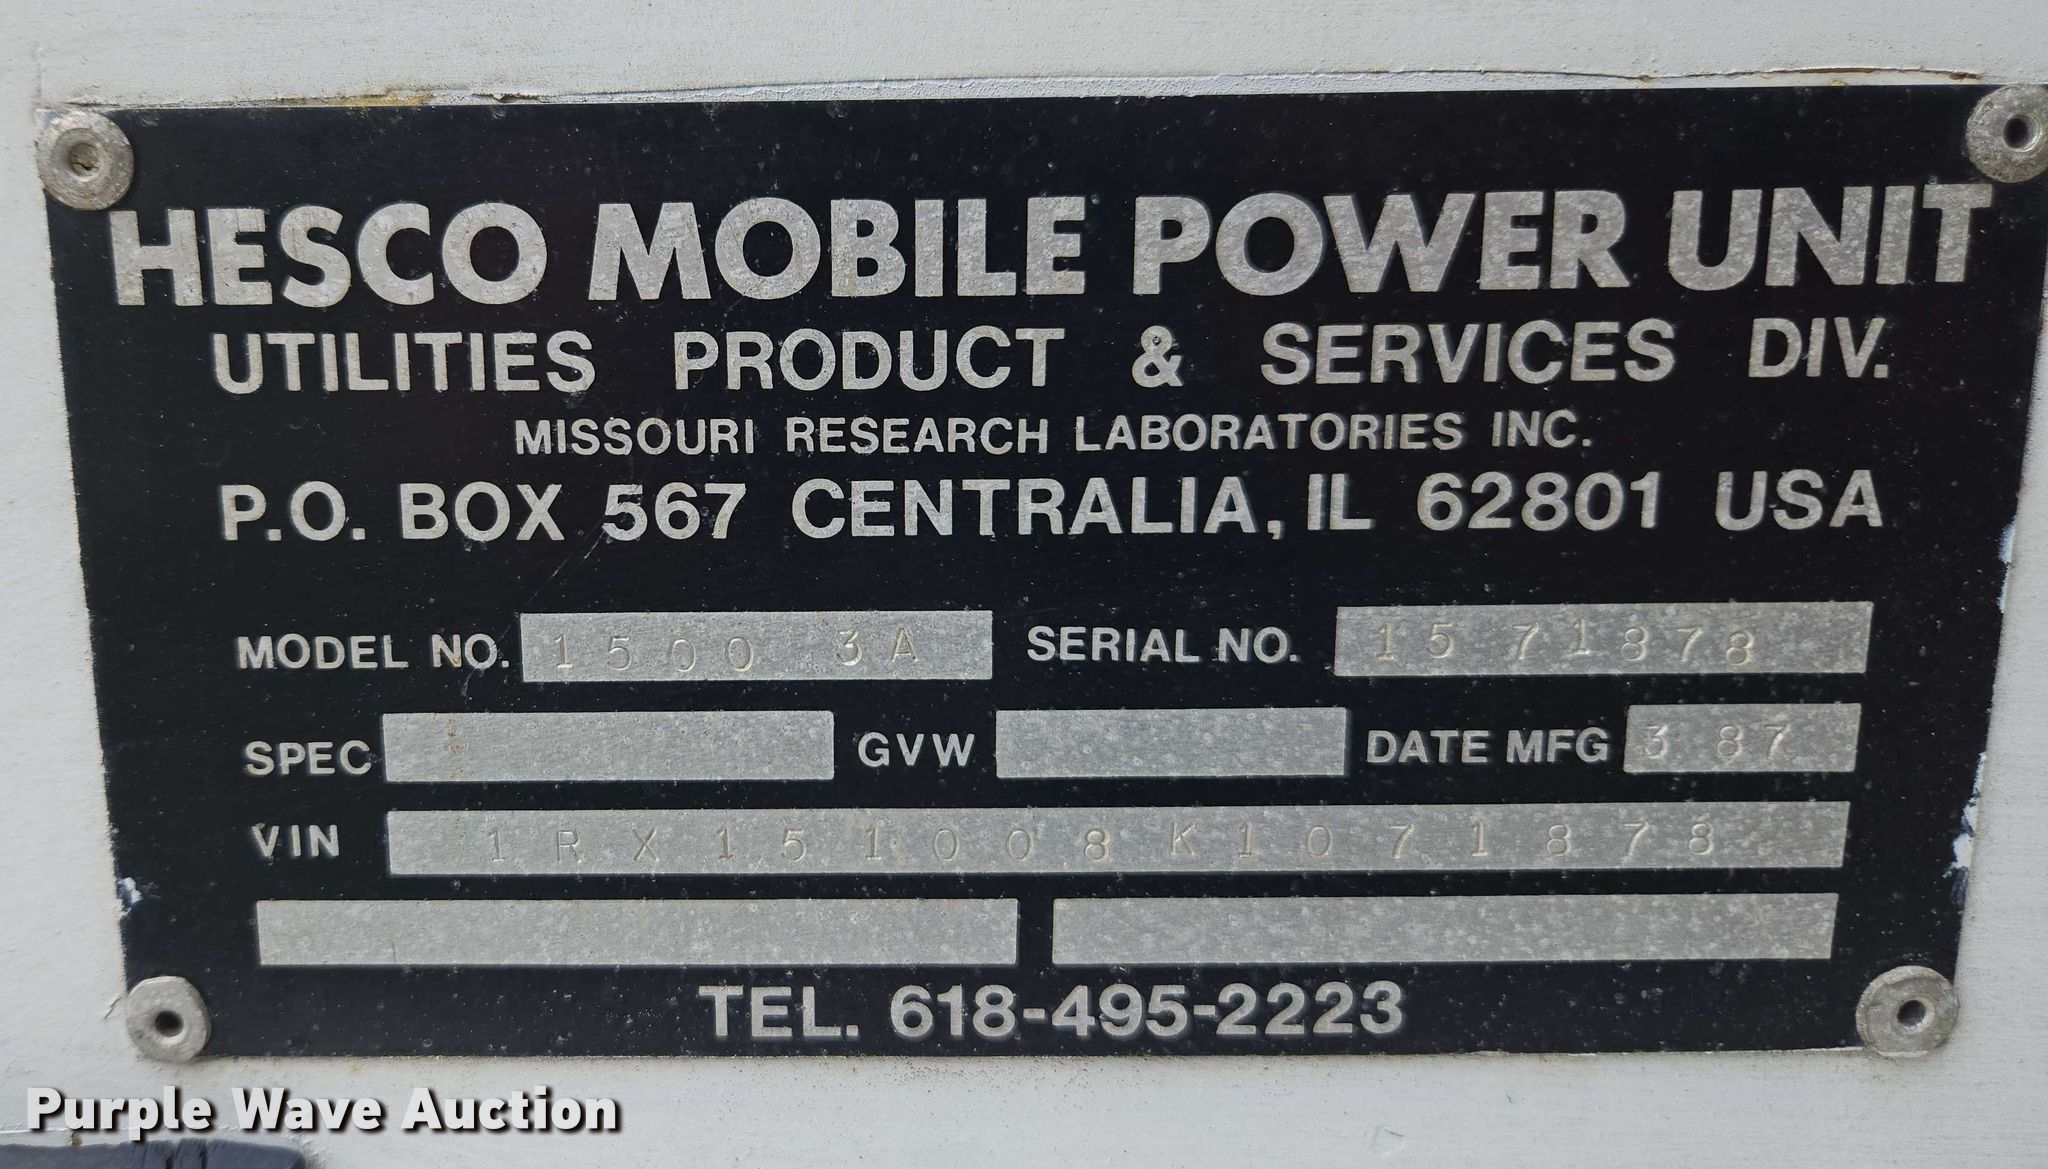 HESCO MOBILE POWER UNIT
UTILITIES PRODUCT & SERVICES DIV.
MISSOURI RESEARCH LABORATORIES INC.
P.O. BOX 567 CENTRALIA, IL 62801 USA
MODEL NO. 1500 3A SERIAL NO. 15 71878
SPEC GVW DATE MFG 3 87
VIN 1RX151008K1071878
TEL. 618-495-2223
Purple Wave Auction